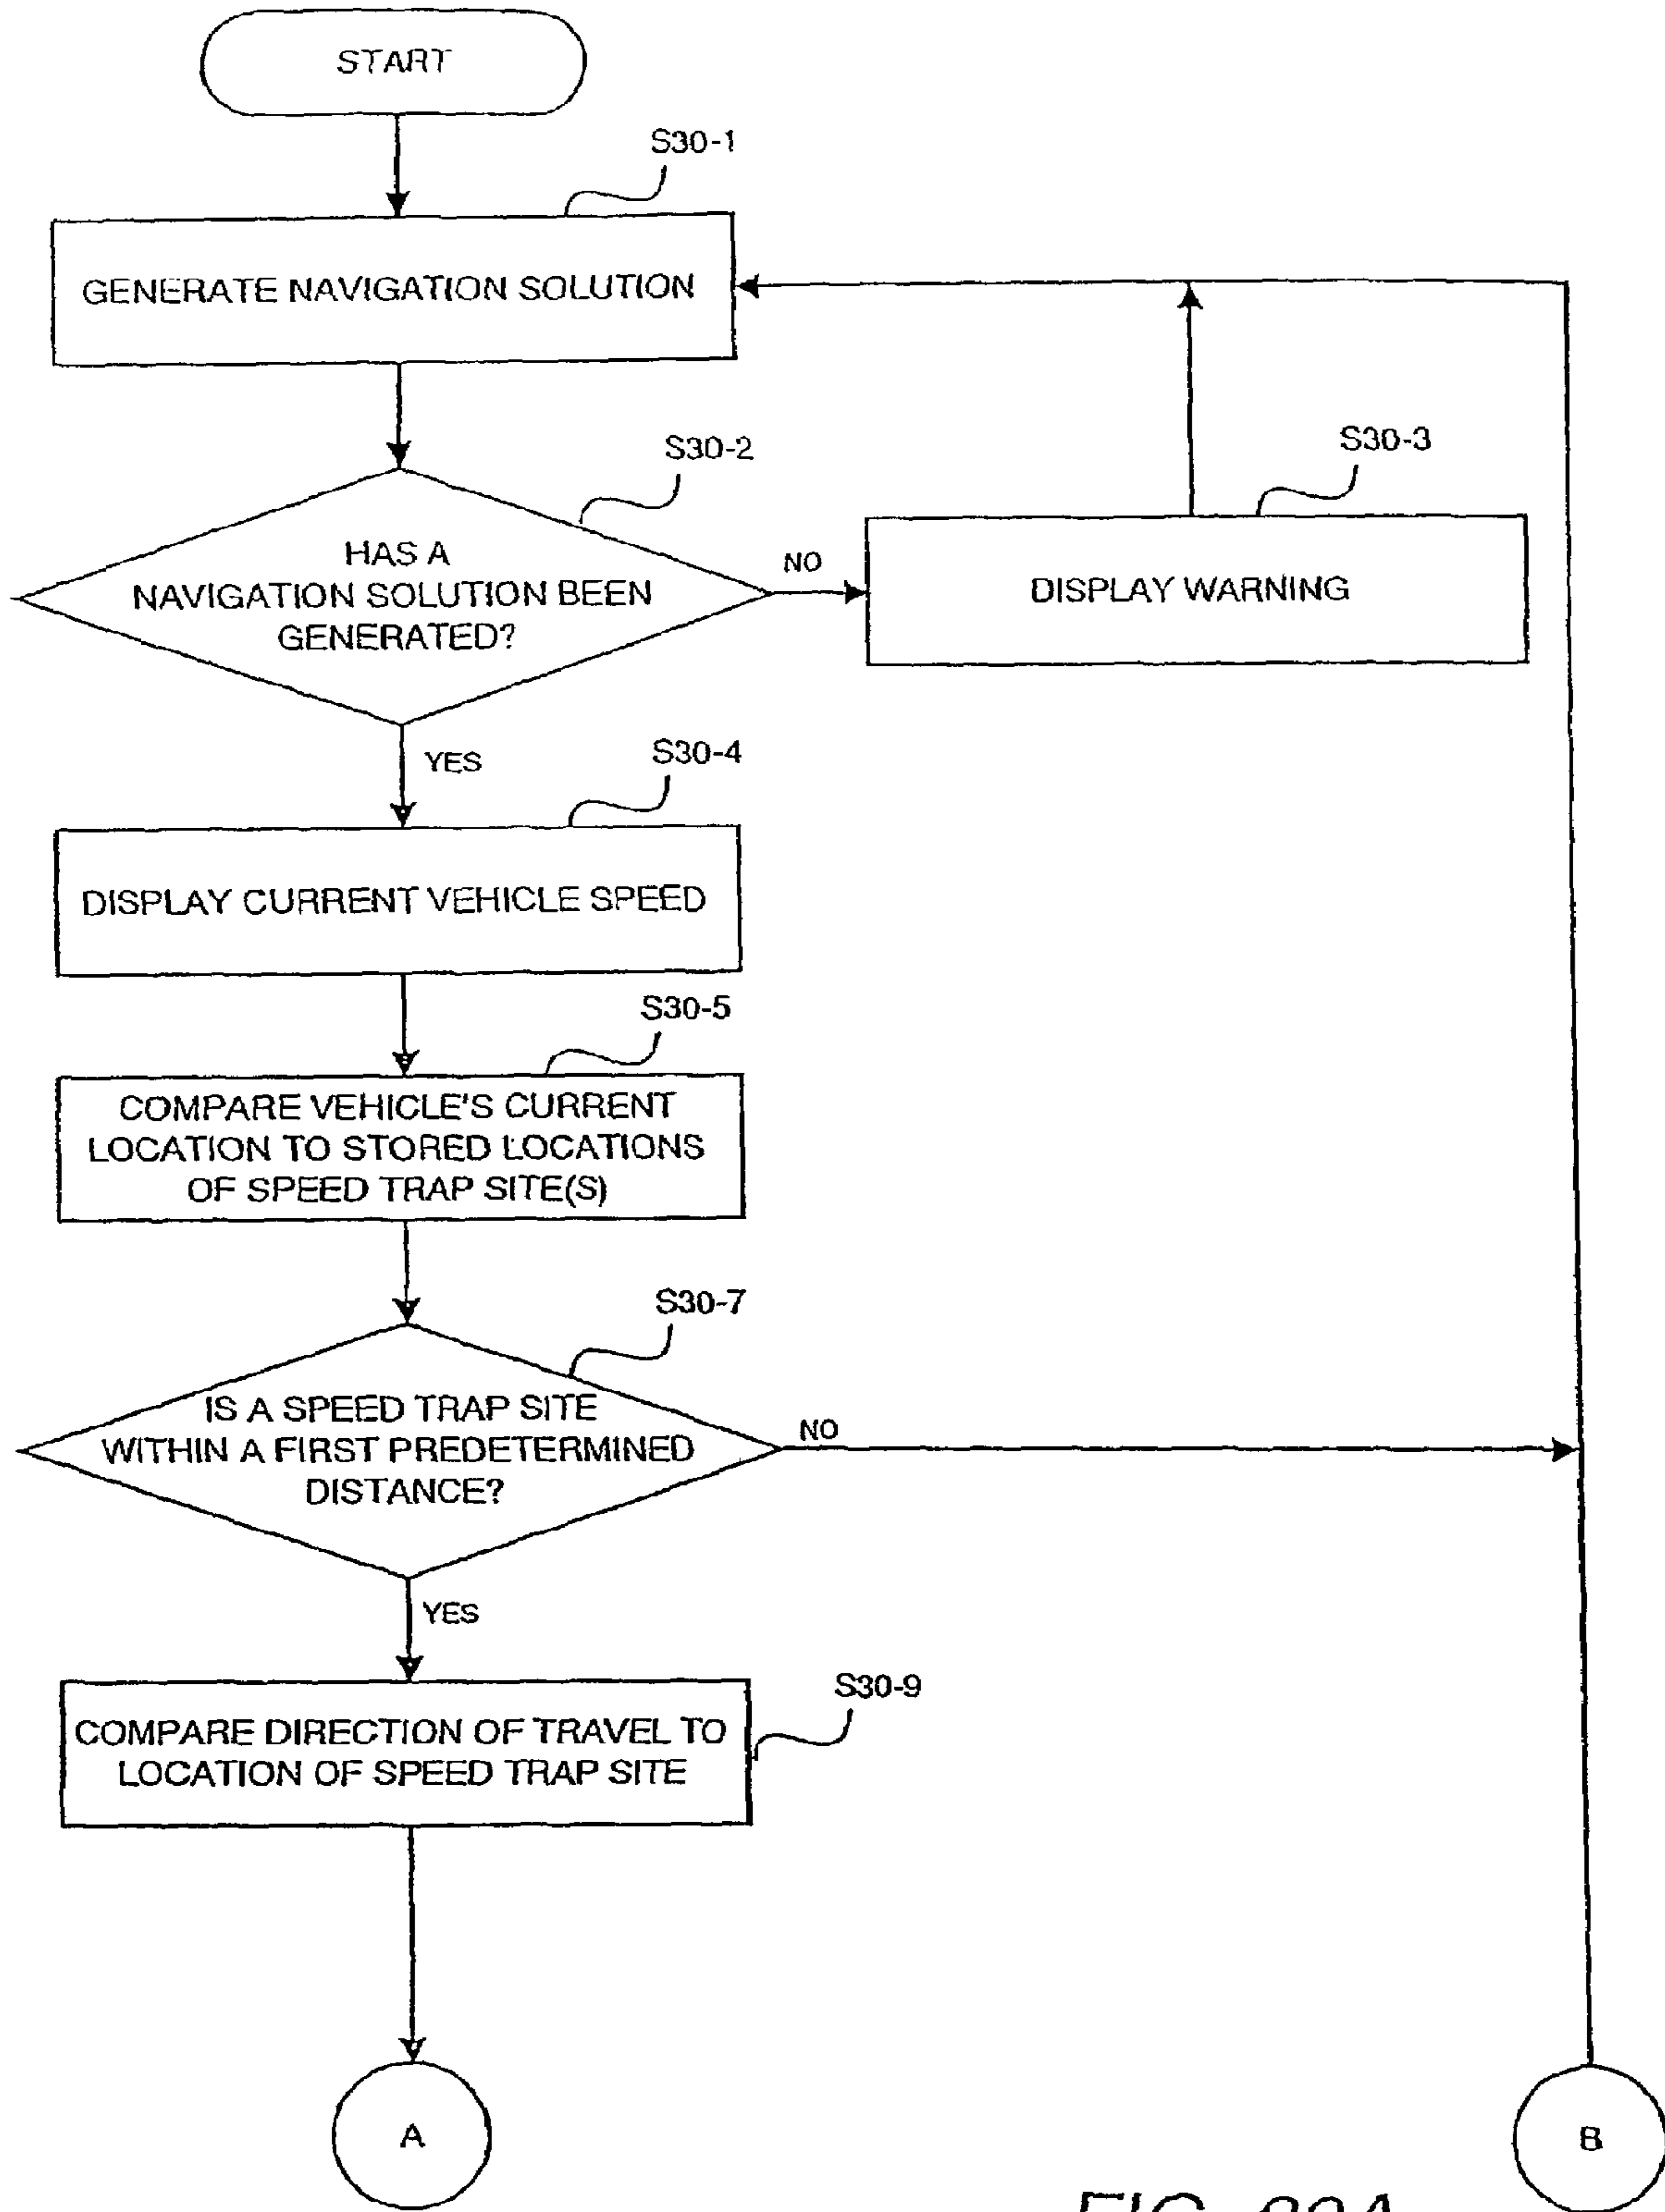 START
S30-1
GENERATE NAVIGATION SOLUTION
S30-2
S30-3
HAS A
NAVIGATION SOLUTION BEEN
GENERATED?
NO
DISPLAY WARNING
YES
S30-4
DISPLAY CURRENT VEHICLE SPEED
S30-5
COMPARE VEHICLE'S CURRENT
LOCATION TO STORED LOCATIONS
OF SPEED TRAP SITE(S)
S30-7
IS A SPEED TRAP SITE
WITHIN A FIRST PREDETERMINED
DISTANCE?
NO
YES
S30-9
COMPARE DIRECTION OF TRAVEL TO
LOCATION OF SPEED TRAP SITE
A
B